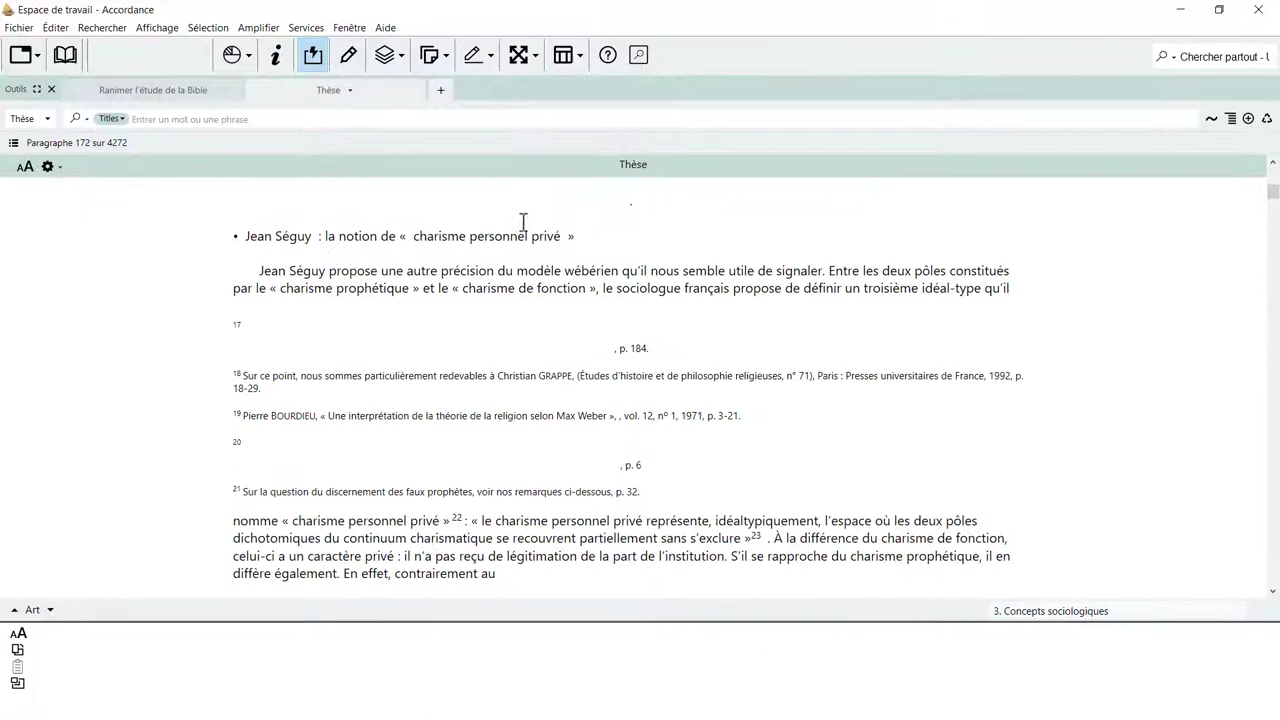 Espace de travail - Accordance
Fichier Éditer Rechercher Affichage Sélection Amplifier Services Fenêtre Aide
Chercher partout - U
Outils Ranimer l'étude de la Bible Thèse +
Thèse Titles Entrer un mot ou une phrase
Paragraphe 172 sur 4272
AA Thèse
.
• Jean Séguy : la notion de « charisme personnel privé »
Jean Séguy propose une autre précision du modèle wébérien qu'il nous semble utile de signaler. Entre les deux pôles constitués
par le « charisme prophétique » et le « charisme de fonction », le sociologue français propose de définir un troisième idéal-type qu'il
17
, p. 184.
18 Sur ce point, nous sommes particulièrement redevables à Christian GRAPPE, (Études d'histoire et de philosophie religieuses, n° 71), Paris : Presses universitaires de France, 1992, p.
18-29.
19 Pierre BOURDIEU, « Une interprétation de la théorie de la religion selon Max Weber », , vol. 12, nº 1, 1971, p. 3-21.
20
, p. 6
21 Sur la question du discernement des faux prophètes, voir nos remarques ci-dessous, p. 32.
nomme « charisme personnel privé » 22 : « le charisme personnel privé représente, idéaltypiquement, l'espace où les deux pôles
dichotomiques du continuum charismatique se recouvrent partiellement sans s'exclure »23 . À la différence du charisme de fonction,
celui-ci a un caractère privé : il n'a pas reçu de légitimation de la part de l'institution. S'il se rapproche du charisme prophétique, il en
diffère également. En effet, contrairement au
Art 3. Concepts sociologiques
AA